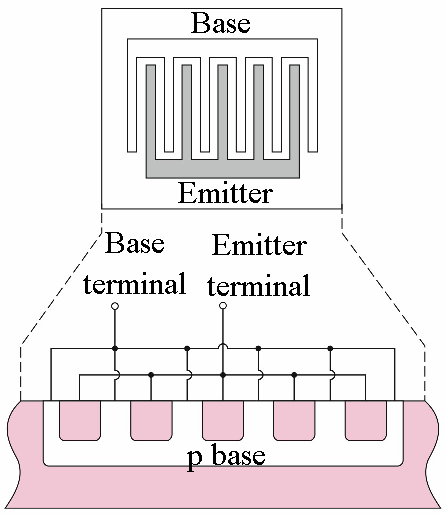 Base
Emitter
Base
terminal
Emitter
terminal
p base